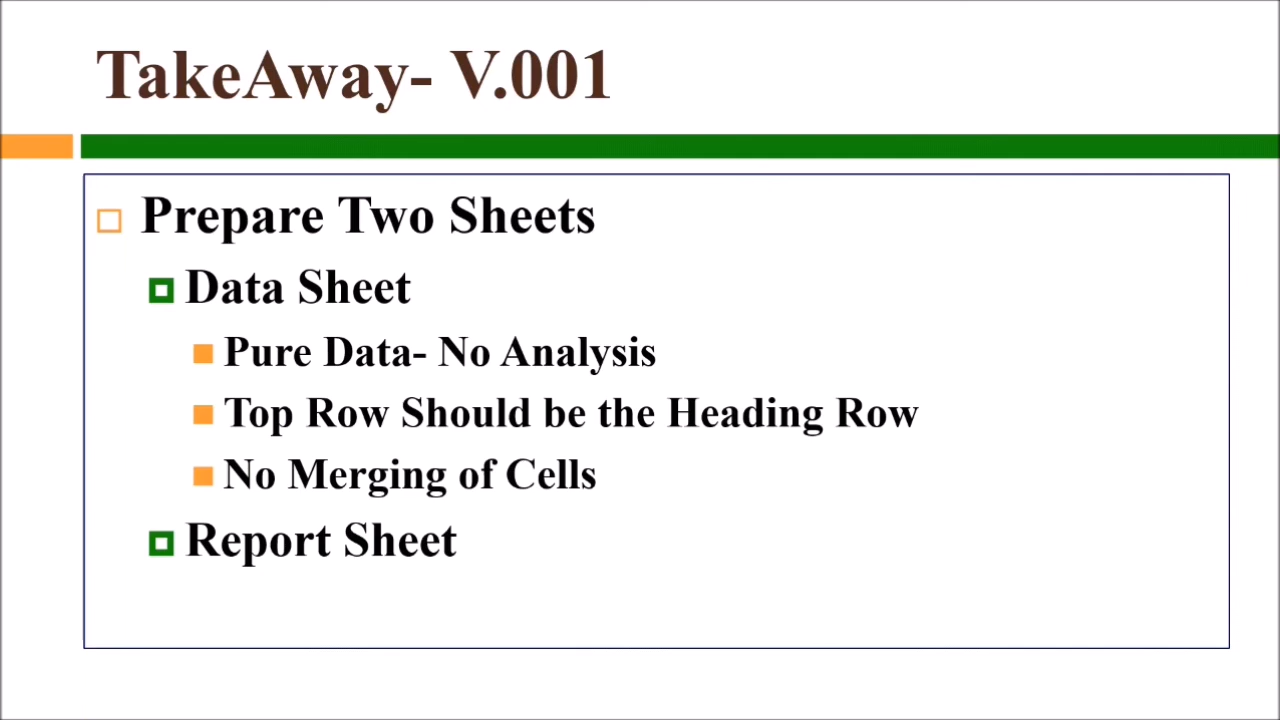 TakeAway- V.001
Prepare Two Sheets
Data Sheet
Pure Data- No Analysis
Top Row Should be the Heading Row
No Merging of Cells
Report Sheet